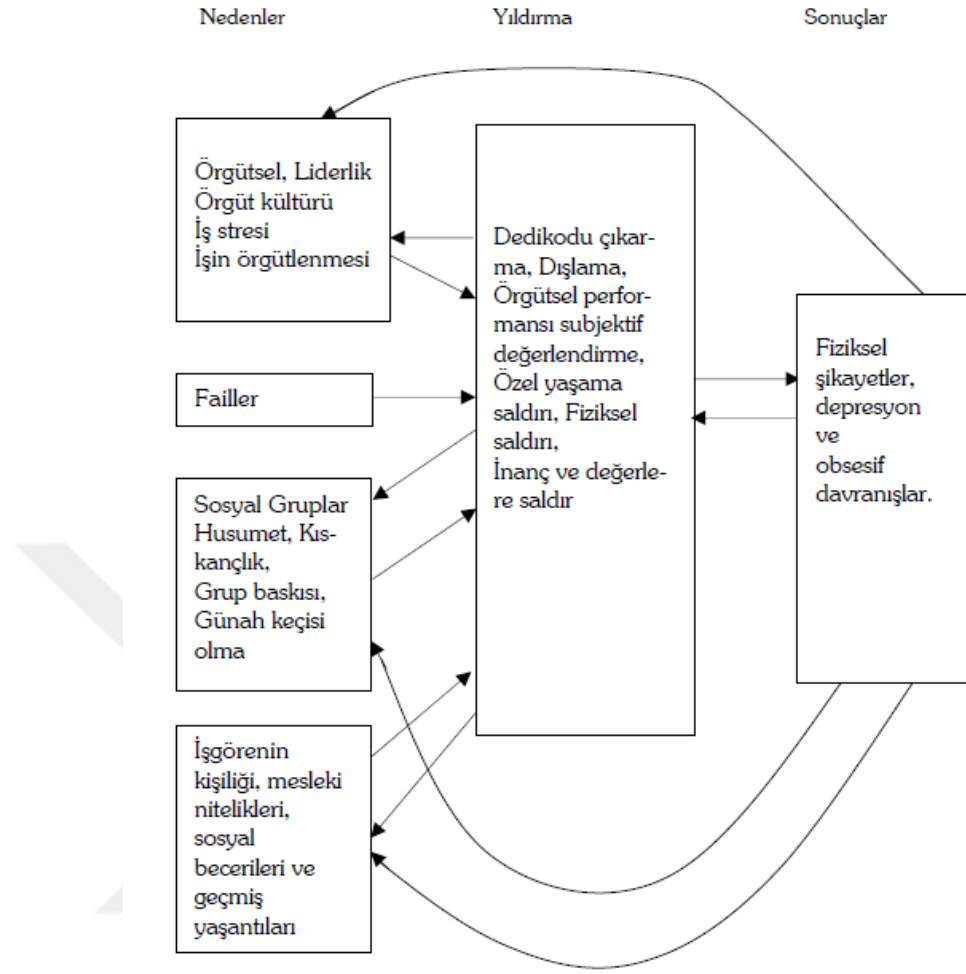 Nedenler
Yıldırma
Sonuçlar
Örgütsel, Liderlik
Örgüt kültürü
İş stresi
İşin örgütlenmesi
Failler
Sosyal Gruplar
Husumet, Kıs-
kançlık,
Grup baskısı,
Günah keçisi
olma
İşgörenin
kişiliği, mesleki
nitelikleri,
sosyal
becerileri ve
geçmiş
yaşantıları
Dedikodu çıkar-
ma, Dışlama,
Örgütsel perfor-
mansı subjektif
değerlendirme,
Özel yaşama
saldırı, Fiziksel
saldırı,
İnanç ve değerle-
re saldır
Fiziksel
şikayetler,
depresyon
ve
obsesif
davranışlar.